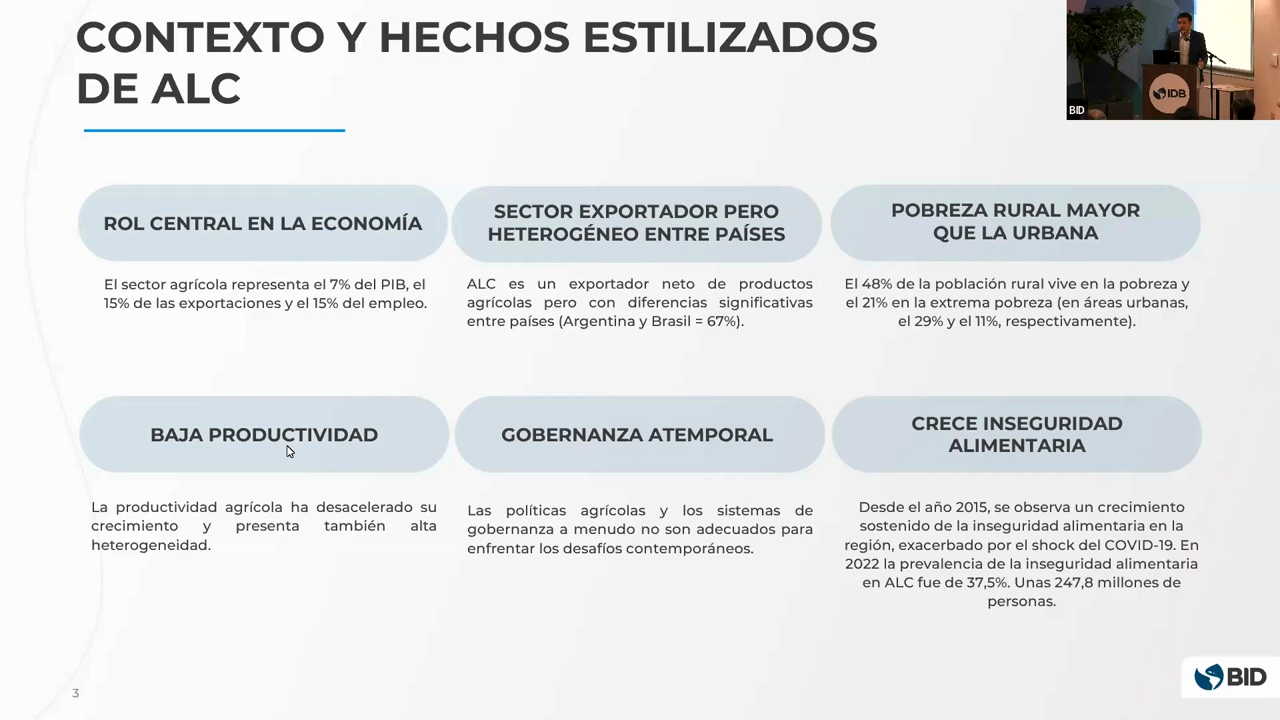 CONTEXTO Y HECHOS ESTILIZADOS
DE ALC
BID
IDB
ROL CENTRAL EN LA ECONOMÍA
El sector agrícola representa el 7% del PIB, el
15% de las exportaciones y el 15% del empleo.
SECTOR EXPORTADOR PERO
HETEROGÉNEO ENTRE PAÍSES
ALC es un exportador neto de productos
agrícolas pero con diferencias significativas
entre países (Argentina y Brasil = 67%).
POBREZA RURAL MAYOR
QUE LA URBANA
El 48% de la población rural vive en la pobreza y
el 21% en la extrema pobreza (en áreas urbanas,
el 29% y el 11%, respectivamente).
BAJA PRODUCTIVIDAD
La productividad agrícola ha desacelerado su
crecimiento y presenta también alta
heterogeneidad.
GOBERNANZA ATEMPORAL
Las políticas agrícolas y los sistemas de
gobernanza a menudo no son adecuados para
enfrentar los desafíos contemporáneos.
CRECE INSEGURIDAD
ALIMENTARIA
Desde el año 2015, se observa un crecimiento
sostenido de la inseguridad alimentaria en la
región, exacerbado por el shock del COVID-19. En
2022 la prevalencia de la inseguridad alimentaria
en ALC fue de 37,5%. Unas 247,8 millones de
personas.
3
BID